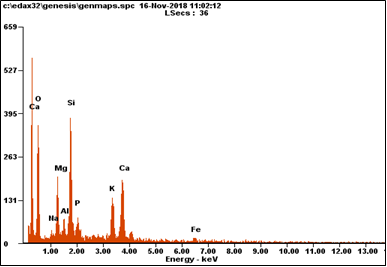 c:\edax32\genesis\genmaps.spc 16-Nov-2018 11:02:12
LSecs : 36
659
527
395
263
131
0
Ca
O
Na
Mg
Al
Si
P
K
Ca
Fe
1.00 2.00 3.00 4.00 5.00 6.00 7.00 8.00 9.00 10.00 11.00 12.00 13.00
Energy - keV